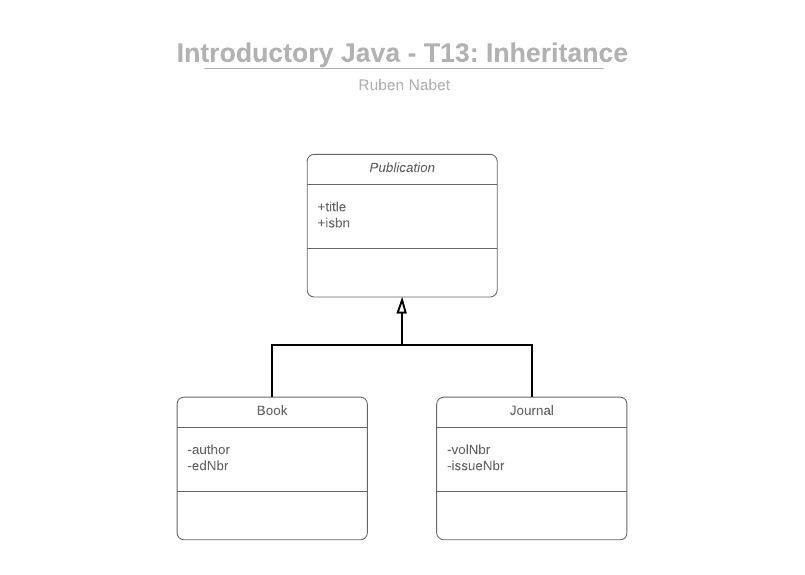 Introductory Java - T13: Inheritance
Ruben Nabet
Publication
+title
+isbn
Book
-author
-edNbr
Journal
-volNbr
-issueNbr